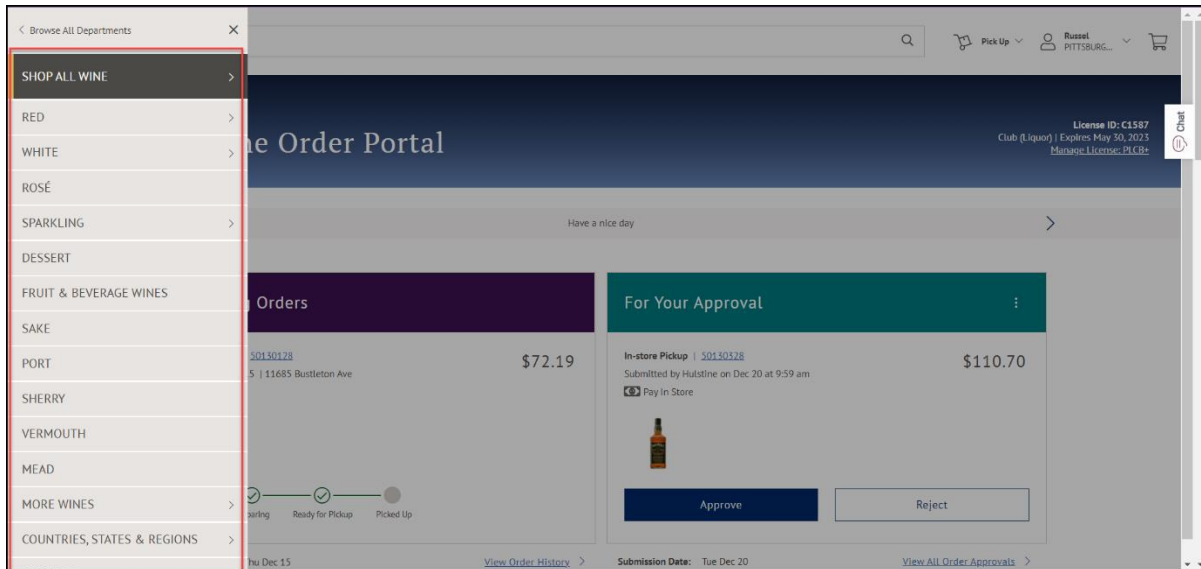 Browse All Departments
SHOP ALL WINE
RED
WHITE
ROSÉ
SPARKLING
DESSERT
FRUIT & BEVERAGE WINES
SAKE
PORT
SHERRY
VERMOUTH
MEAD
MORE WINES
COUNTRIES, STATES & REGIONS
Pick Up
Russel
PITTSBURG...
Chat
Order Portal
License ID: C1587
Club (Liquor) | Expires May 30, 2023
Manage License: PLCB+
Have a nice day
Orders
50130128
$72.19
5 | 11685 Bustleton Ave
paring
Ready for Pickup
Picked Up
hu Dec 15
View Order History
For Your Approval
In-store Pickup | 50130328
$110.70
Submitted by Hulstine on Dec 20 at 9:59 am
Pay in Store
Approve
Reject
Submission Date: Tue Dec 20
View All Order Approvals